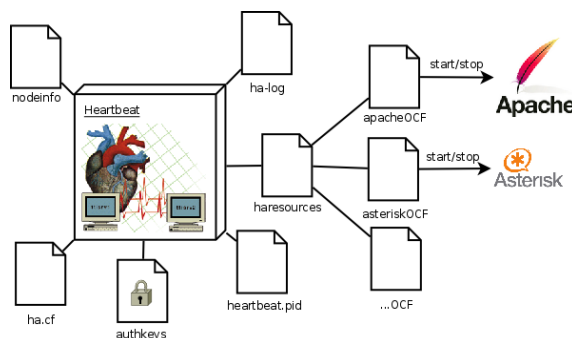 nodeinfo
Heartbeat
ha-log
haresources
apacheOCF
start/stop
Apache
start/stop
Asterisk
asteriskOCF
...OCF
ha.cf
authkeys
heartbeat.pid